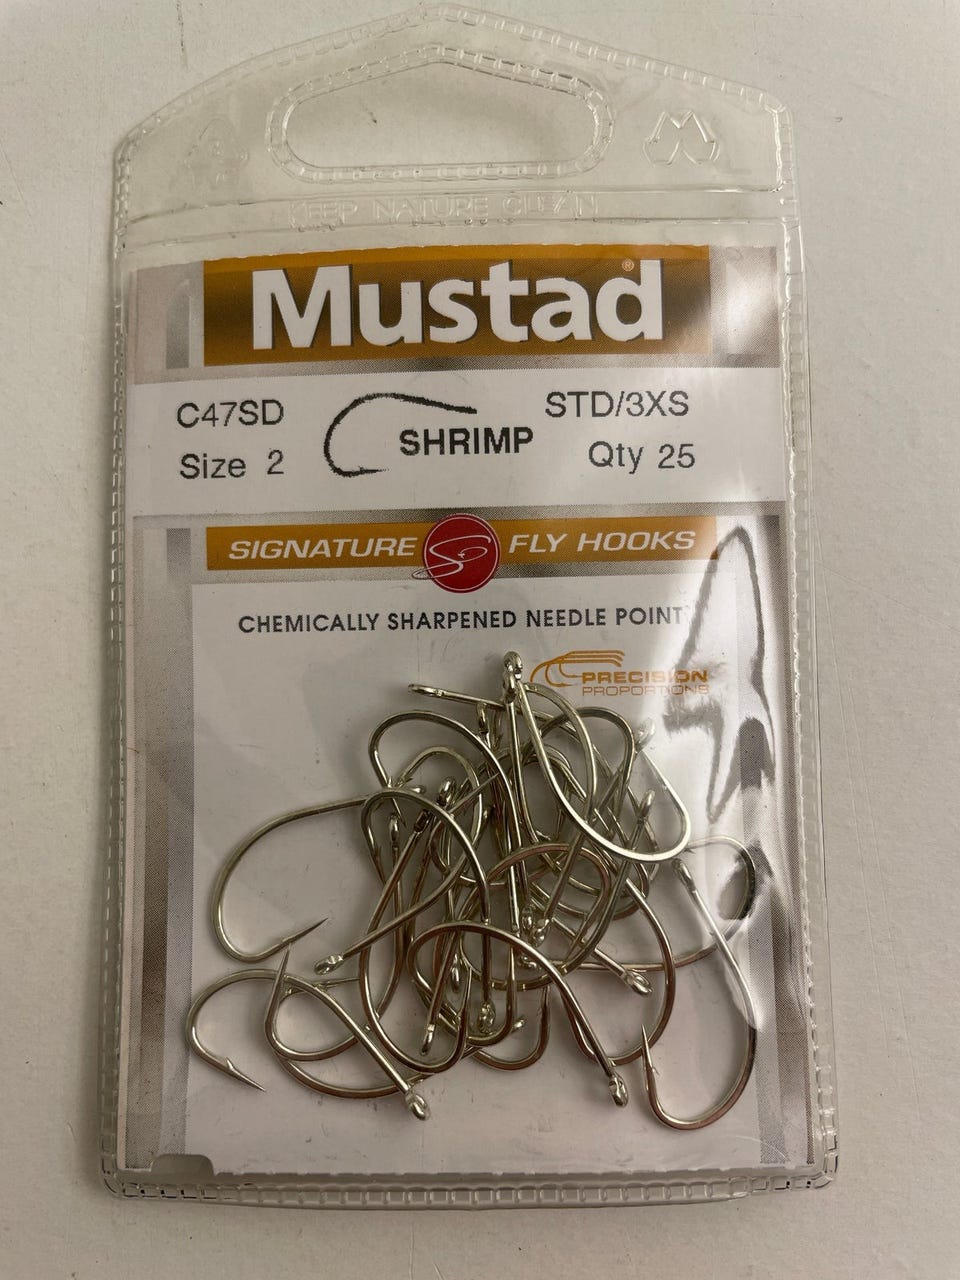 KEEP NATURE CLEAN
Mustad®
C47SD
STD/3XS
SHRIMP
Size 2
Qty 25
SIGNATURE FLY HOOKS
CHEMICALLY SHARPENED NEEDLE POINT
PRECISION
PROPORTIONS